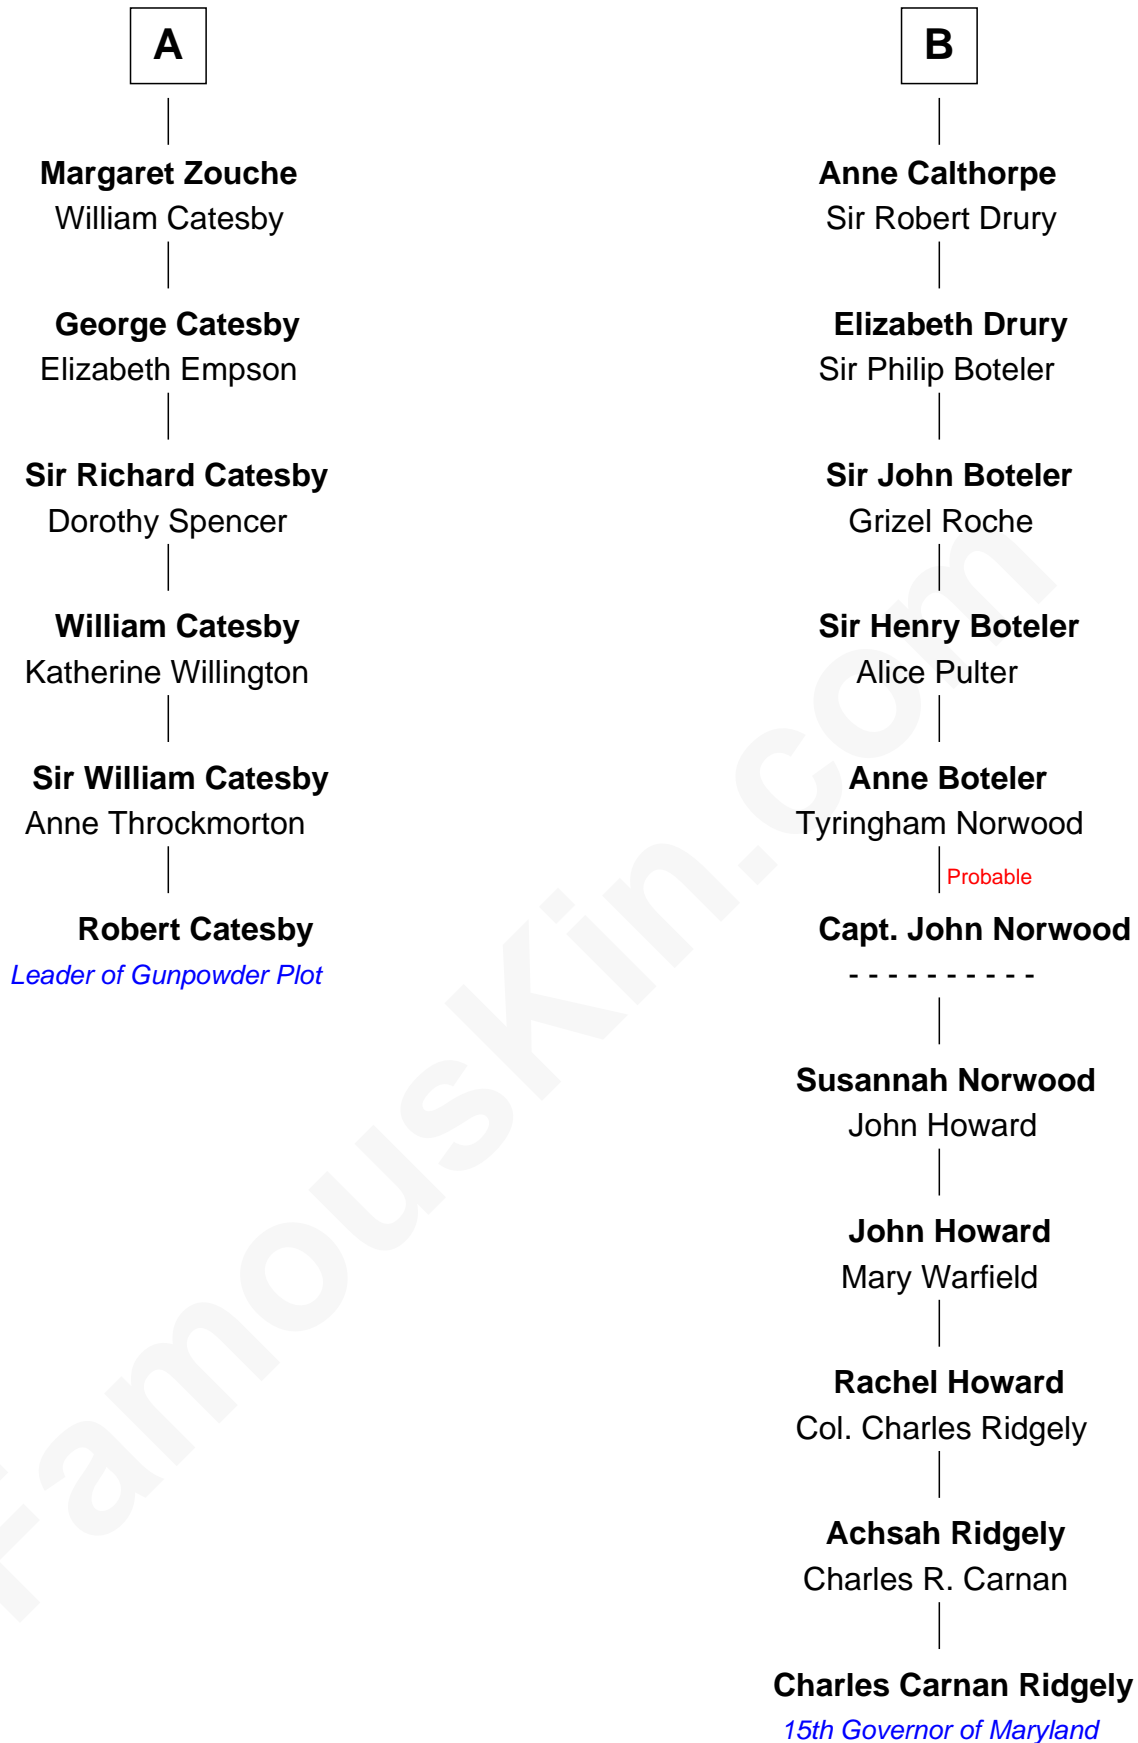 A
Margaret Zouche
William Catesby
George Catesby
Elizabeth Empson
Sir Richard Catesby
Dorothy Spencer
William Catesby
Katherine Willington
Sir William Catesby
Anne Throckmorton
Robert Catesby
Leader of Gunpowder Plot
B
Anne Calthorpe
Sir Robert Drury
Elizabeth Drury
Sir Philip Boteler
Sir John Boteler
Grizel Roche
Sir Henry Boteler
Alice Pulter
Anne Boteler
Tyringham Norwood
Probable
Capt. John Norwood
- - - - - - - - - -
Susannah Norwood
John Howard
John Howard
Mary Warfield
Rachel Howard
Col. Charles Ridgely
Achsah Ridgely
Charles R. Carnan
Charles Carnan Ridgely
15th Governor of Maryland
FamousKin.com